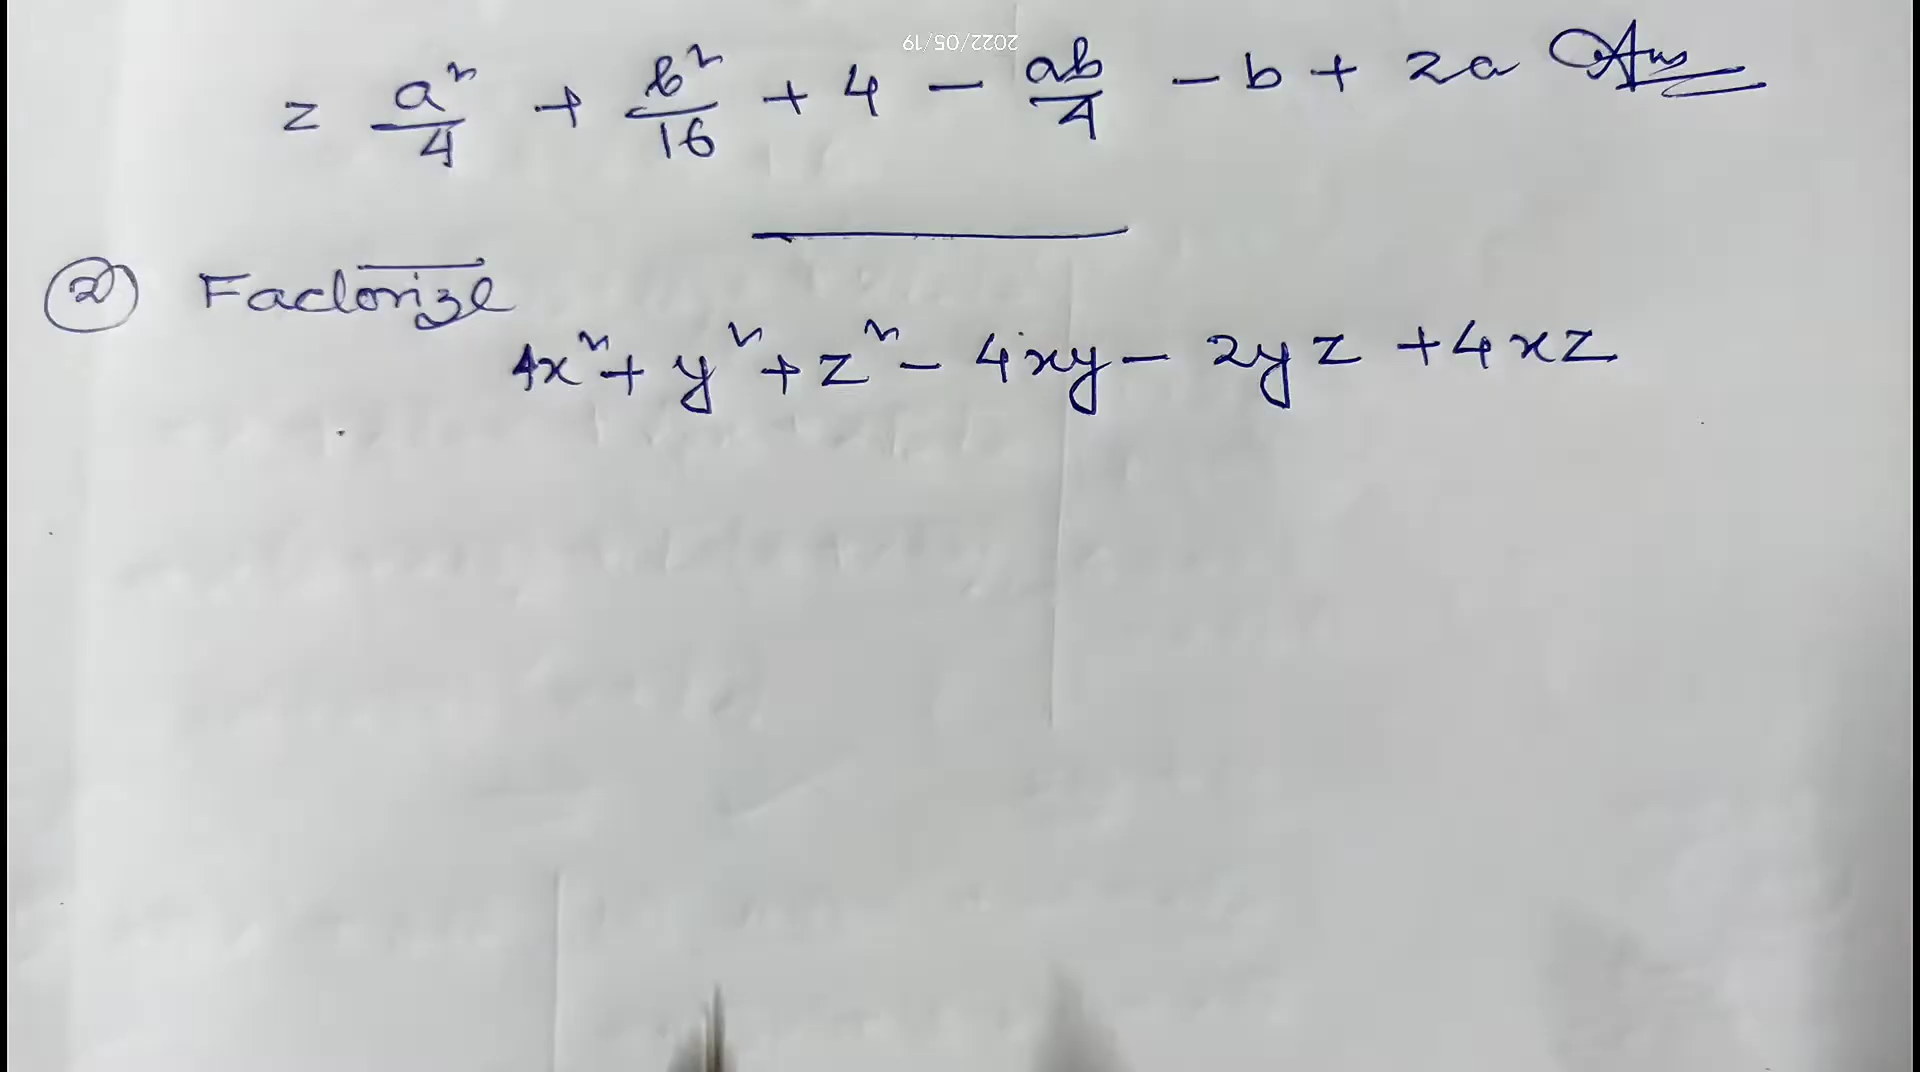 2022/05/19
= a²/4 + b²/16 + 4 - ab/4 - b + 2a Ans
② Factorize
4x² + y² + z² - 4xy - 2yz + 4xz